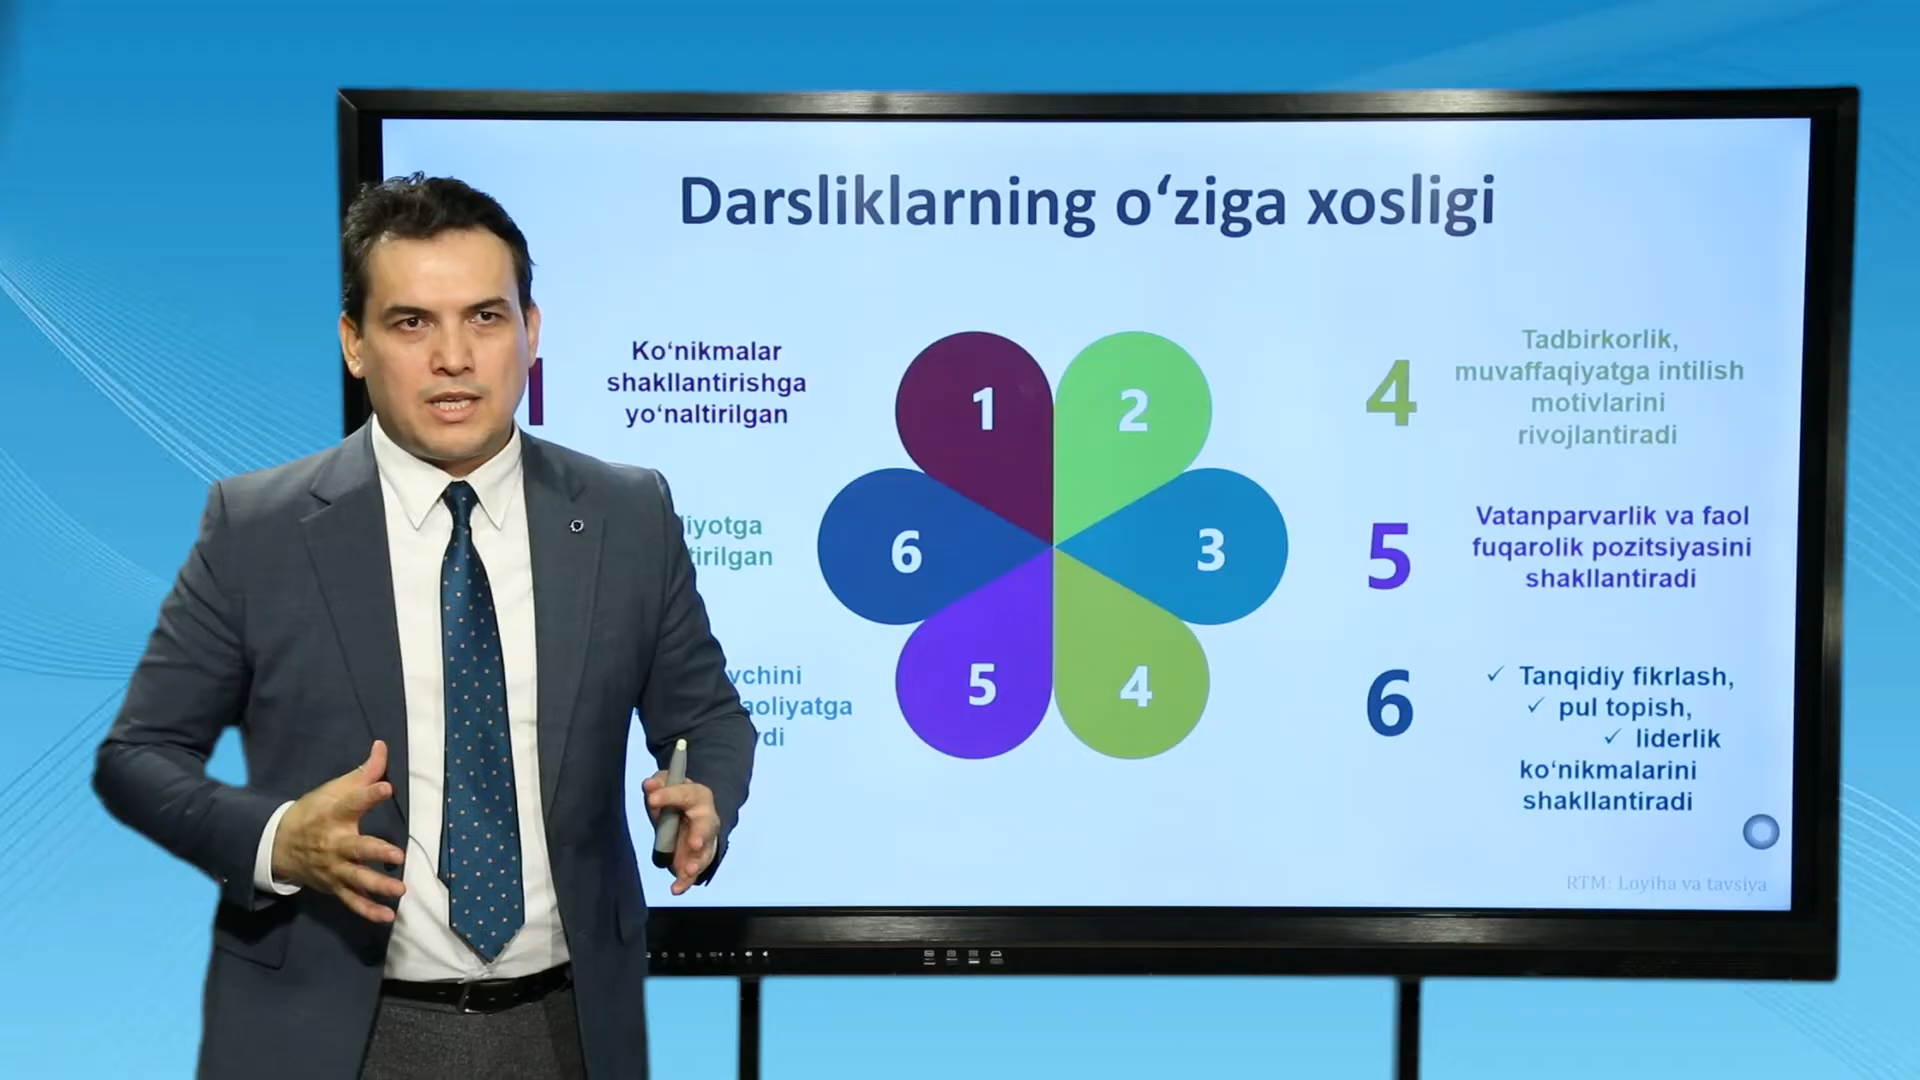 Darsliklarning o‘ziga xosligi
1
Ko‘nikmalar
shakllantirishga
yo‘naltirilgan
1
2
3
4
5
6
4
Tadbirkorlik,
muvaffaqiyatga intilish
motivlarini
rivojlantiradi
5
Vatanparvarlik va faol
fuqarolik pozitsiyasini
shakllantiradi
6
✓ Tanqidiy fikrlash,
✓ pul topish,
✓ liderlik
ko‘nikmalarini
shakllantiradi
RTM: Loyiha va tavsiya